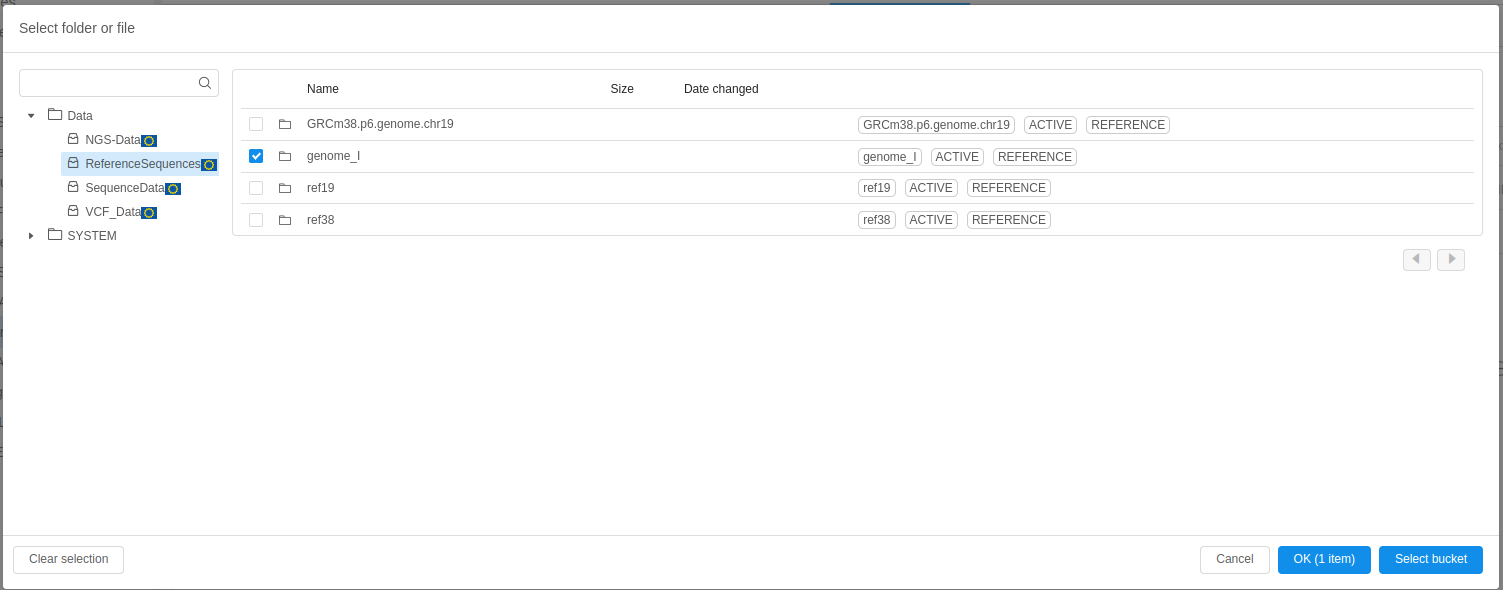 Select folder or file
Name Size Date changed
Data
NGS-Data
ReferenceSequences
SequenceData
VCF_Data
SYSTEM
GRCm38.p6.genome.chr19 GRCm38.p6.genome.chr19 ACTIVE REFERENCE
genome_I genome_I ACTIVE REFERENCE
ref19 ref19 ACTIVE REFERENCE
ref38 ref38 ACTIVE REFERENCE
Clear selection Cancel OK (1 item) Select bucket